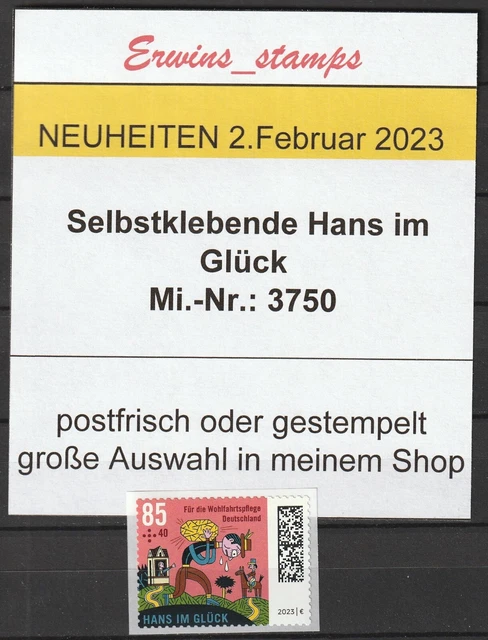 Erwins_stamps
NEUHEITEN 2.Februar 2023
Selbstklebende Hans im
Glück
Mi.-Nr.: 3750
postfrisch oder gestempelt
große Auswahl in meinem Shop
85
+40
Für die Wohlfahrtspflege
Deutschland
HANS IM GLÜCK
2023 | €